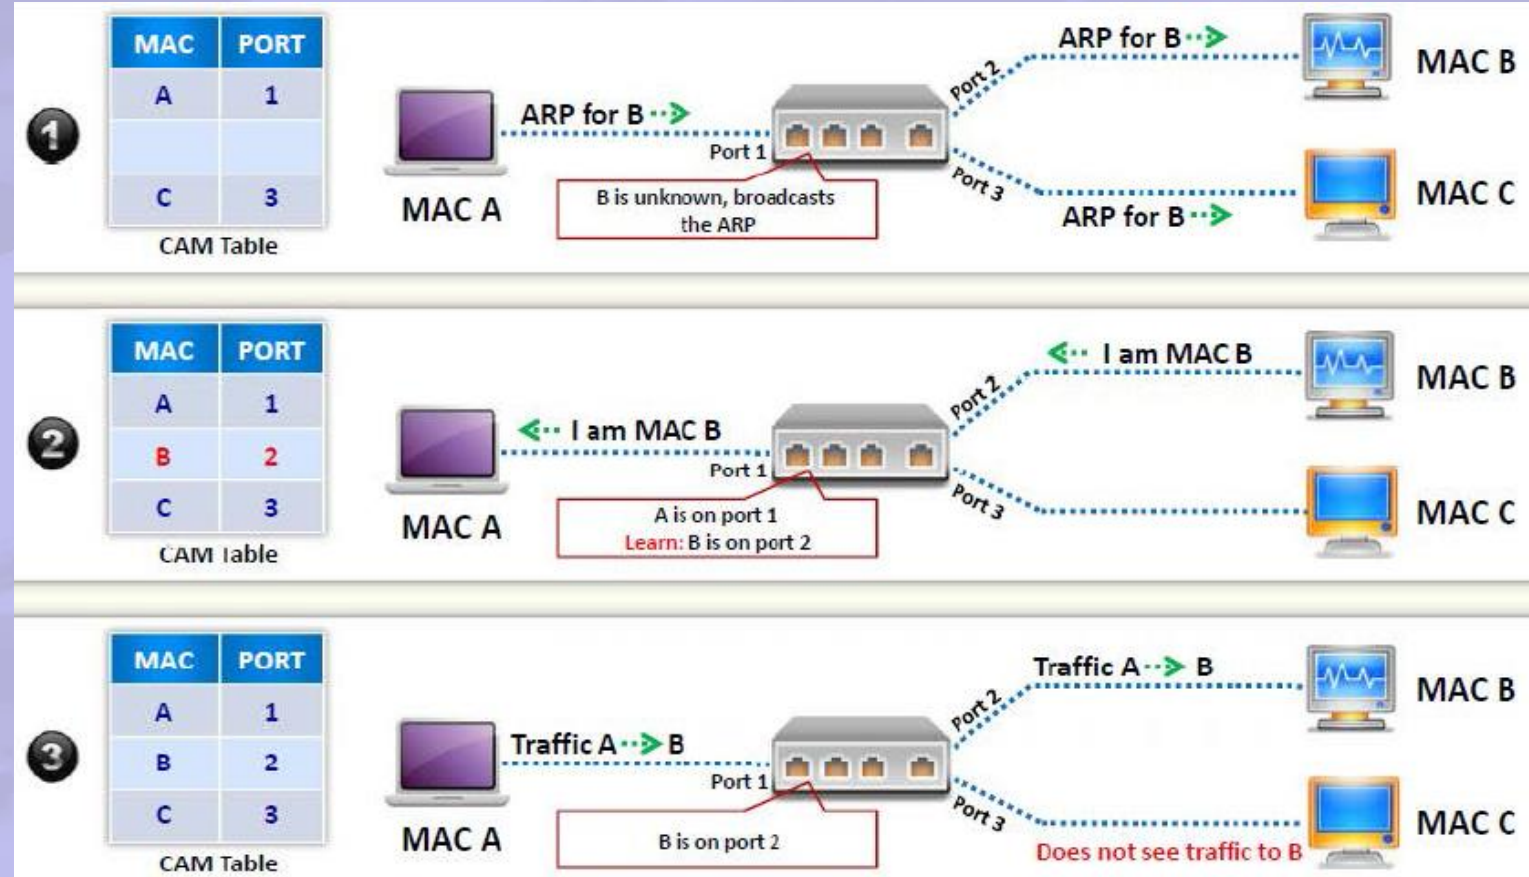 1
MAC PORT
A 1
C 3
CAM Table
ARP for B
Port 1
MAC A
B is unknown, broadcasts
the ARP
Port 2
ARP for B
MAC B
Port 3
ARP for B
MAC C
2
MAC PORT
A 1
B 2
C 3
CAM Table
I am MAC B
Port 1
MAC A
A is on port 1
Learn: B is on port 2
Port 2
I am MAC B
MAC B
Port 3
MAC C
3
MAC PORT
A 1
B 2
C 3
CAM Table
Traffic A B
Port 1
MAC A
B is on port 2
Port 2
Traffic A B
MAC B
Port 3
Does not see traffic to B
MAC C